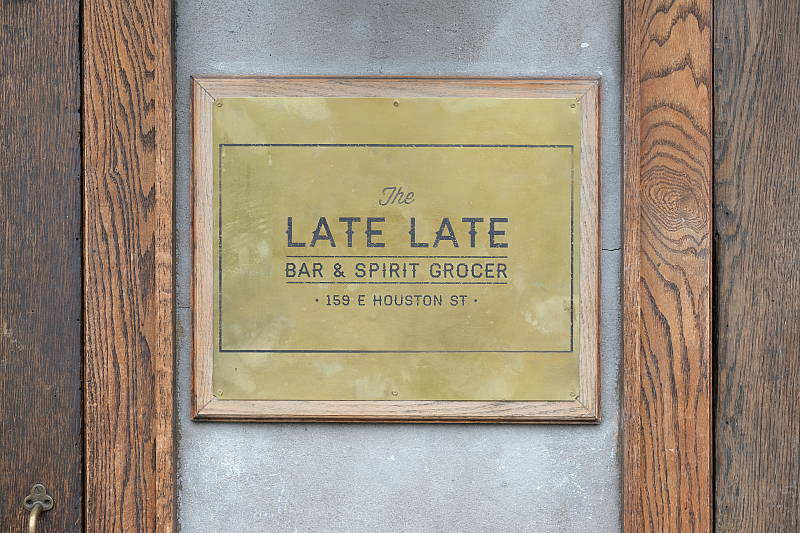 The
LATE LATE
BAR & SPIRIT GROCER
• 159 E HOUSTON ST •